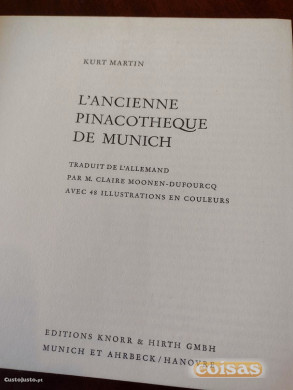 KURT MARTIN
L'ANCIENNE
PINACOTHEQUE
DE MUNICH
TRADUIT DE L'ALLEMAND
PAR M. CLAIRE MOONEN-DUFOURCQ
AVEC 48 ILLUSTRATIONS EN COULEURS
EDITIONS KNORR & HIRTH GMBH
MUNICH ET AHRBECK/HANOVRE
CustoJusto.pt
coisas